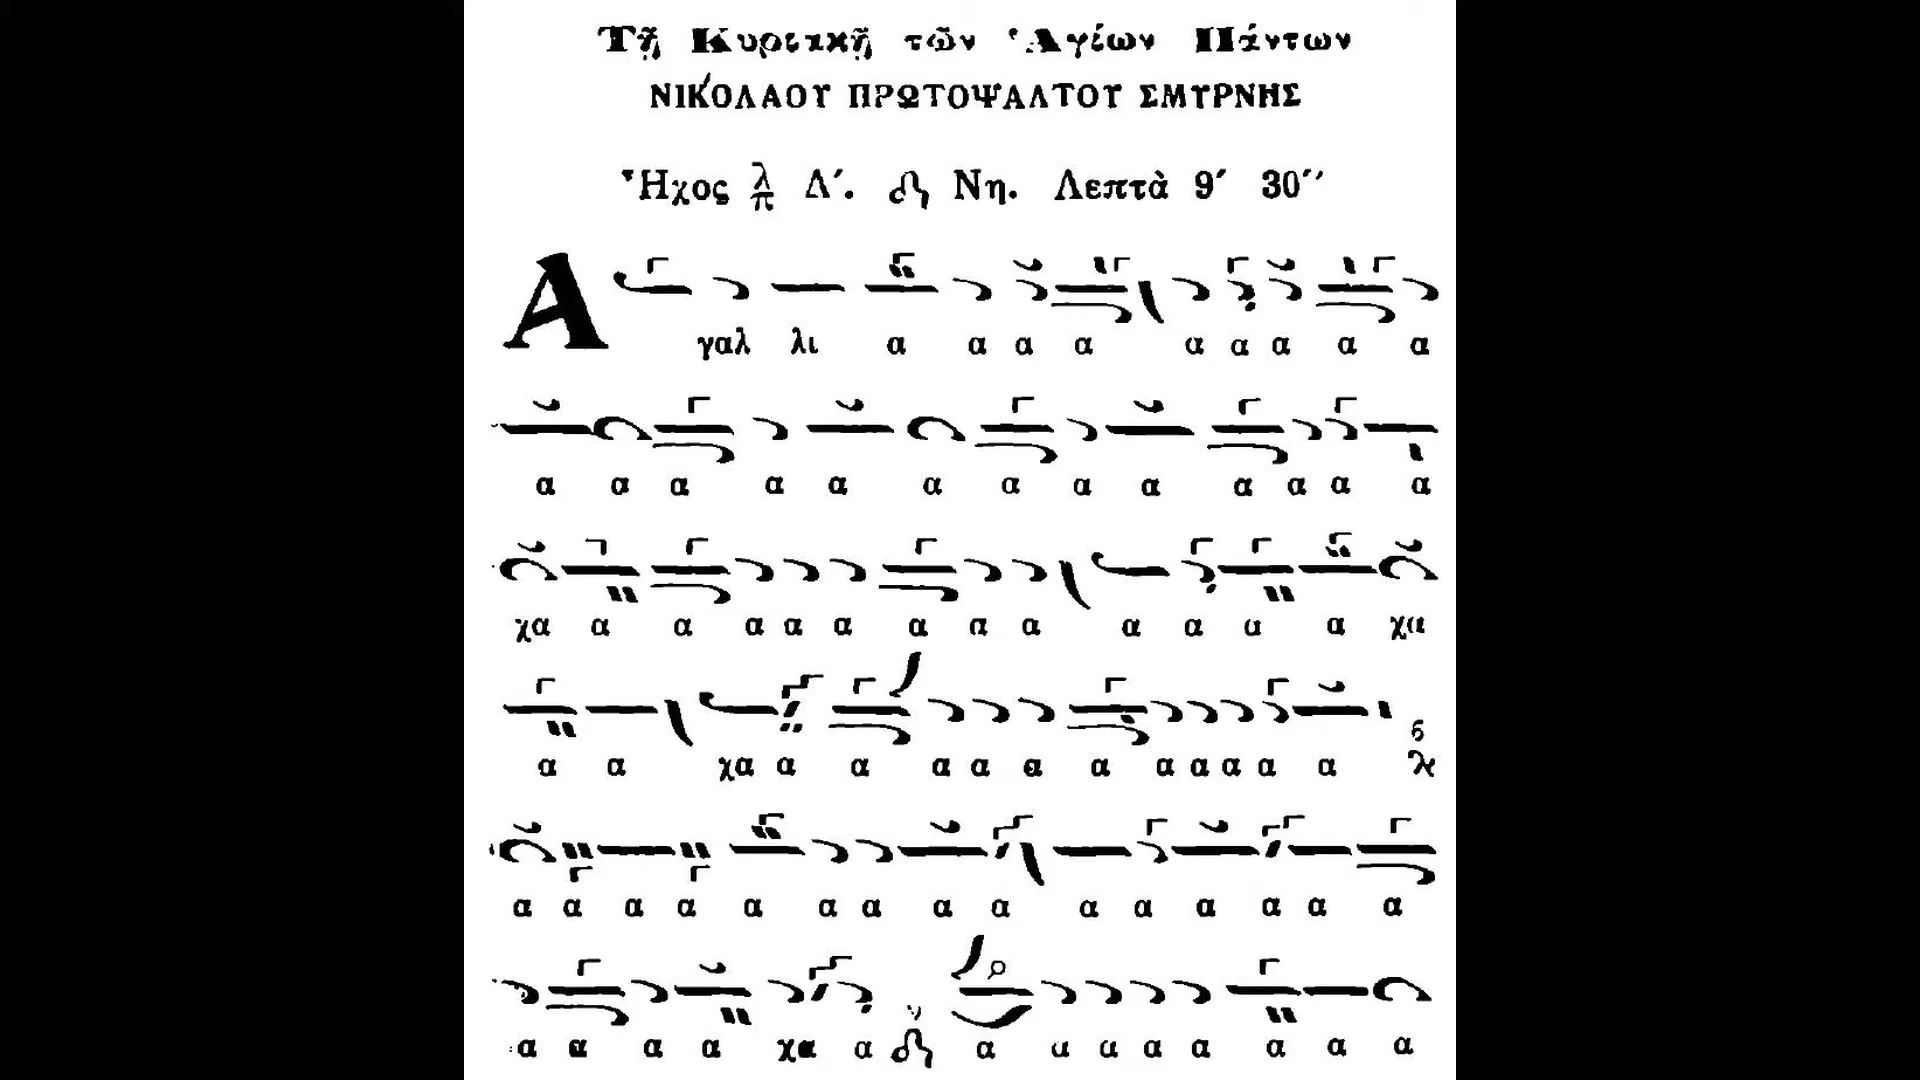 Τῇ Κυριακῇ τῶν Ἁγίων Πάντων
ΝΙΚΟΛΑΟΥ ΠΡΩΤΟΨΑΛΤΟΥ ΣΜΥΡΝΗΣ
Ἦχος λ/π Δ΄. Νη. Λεπτὰ 9′ 30′′
Α γαλ λι α α α α α α α α α
α α α α α α α α α α α α α
χα α α α α α α α α α α α α χα
α α χα α α α α α α α α α α α
α α α α α α α α α α α α α α α
α α α α χα α α α α α α α α α